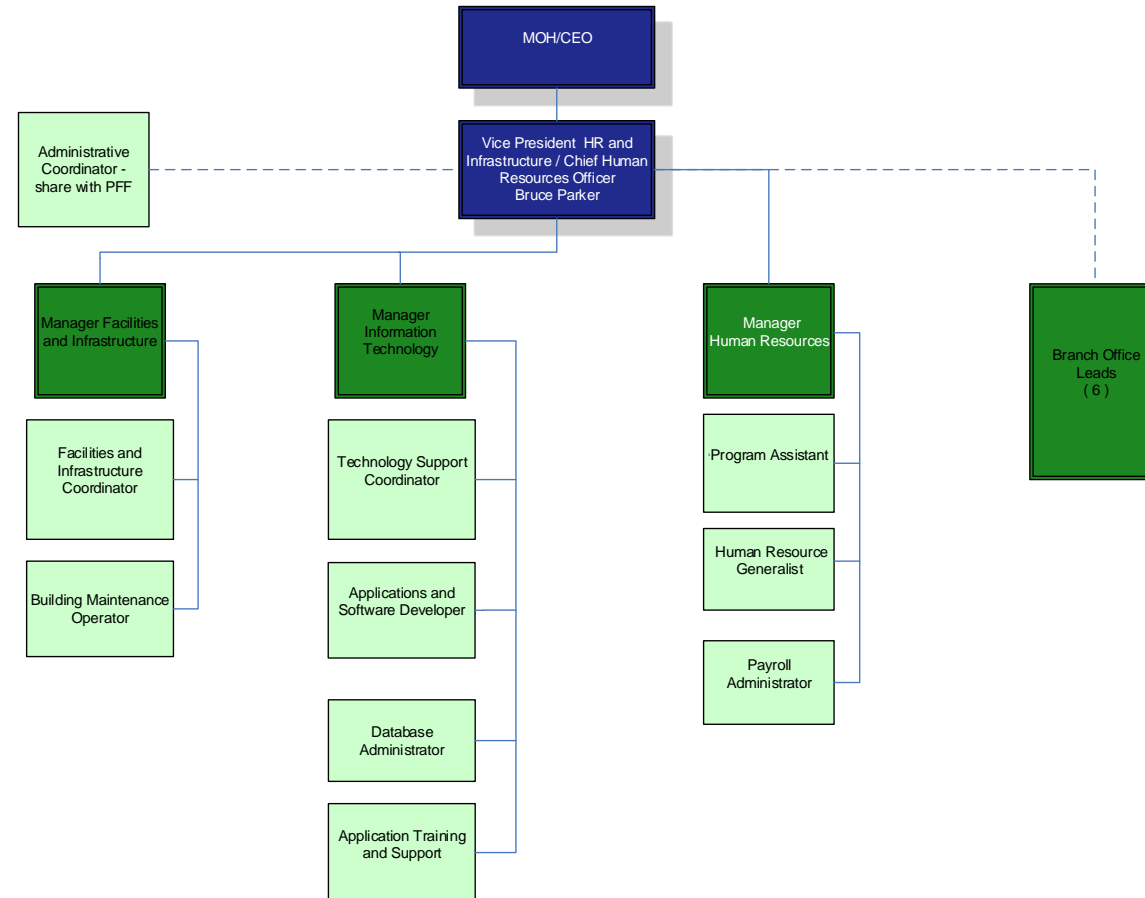 MOH/CEO
Administrative
Coordinator -
share with PFF
Vice President HR and
Infrastructure / Chief Human
Resources Officer
Bruce Parker
Manager Facilities
and Infrastructure
Manager
Information
Technology
Manager
Human Resources
Branch Office
Leads
( 6 )
Facilities and
Infrastructure
Coordinator
Technology Support
Coordinator
Program Assistant
Building Maintenance
Operator
Applications and
Software Developer
Human Resource
Generalist
Database
Administrator
Payroll
Administrator
Application Training
and Support